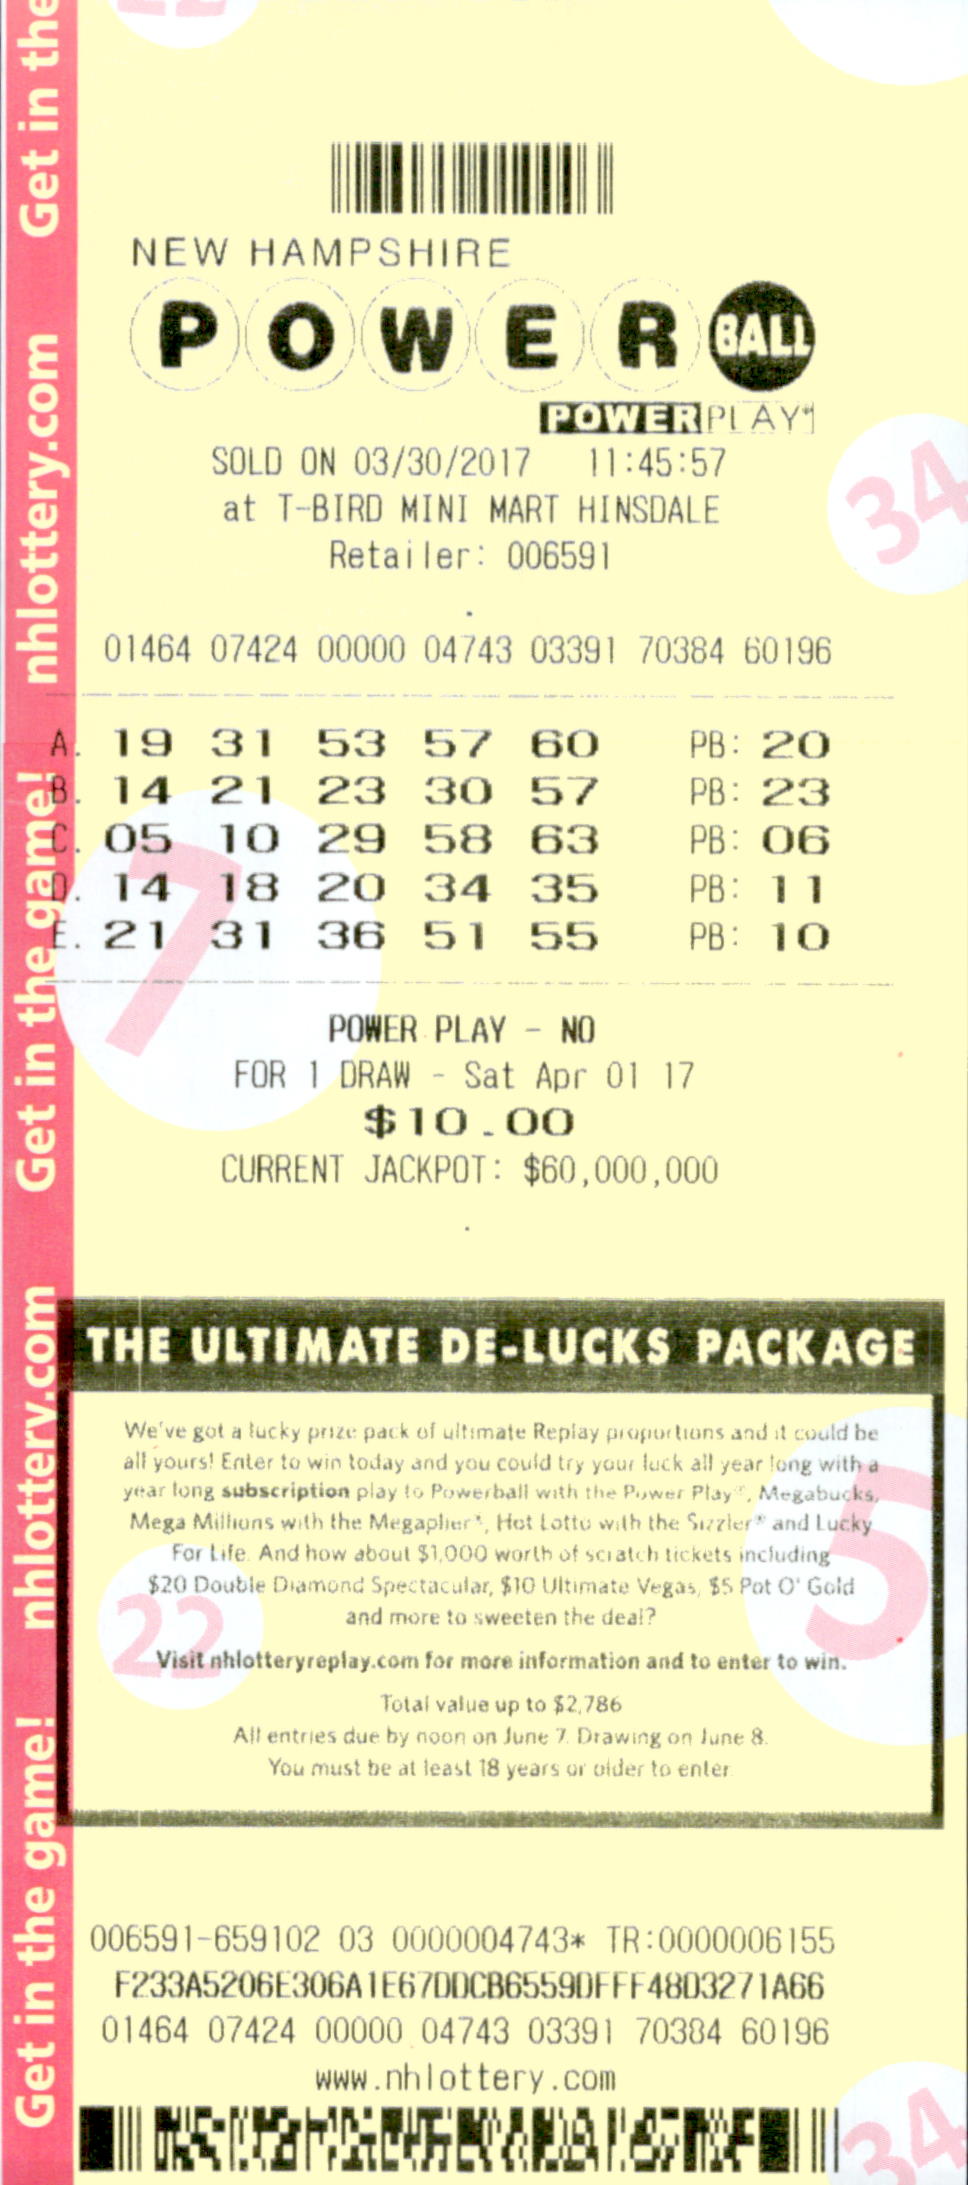 22
NEW HAMPSHIRE
POWER BALL
POWERPLAY®
SOLD ON 03/30/2017 11:45:57
at T-BIRD MINI MART HINSDALE
Retailer: 006591
01464 07424 00000 04743 03391 70384 60196
A. 19 31 53 57 60 PB: 20
B. 14 21 23 30 57 PB: 23
C. 05 10 29 58 63 PB: 06
D. 14 18 20 34 35 PB: 11
E. 21 31 36 51 55 PB: 10
POWER PLAY - NO
FOR 1 DRAW - Sat Apr 01 17
$10.00
CURRENT JACKPOT: $60,000,000
THE ULTIMATE DE-LUCKS PACKAGE
We've got a lucky prize pack of ultimate Replay proportions and it could be
all yours! Enter to win today and you could try your luck all year long with a
year long subscription play to Powerball with the Power Play®, Megabucks,
Mega Millions with the Megaplier®, Hot Lotto with the Sizzler® and Lucky
For Life. And how about $1,000 worth of scratch tickets including
$20 Double Diamond Spectacular, $10 Ultimate Vegas, $5 Pot O' Gold
and more to sweeten the deal?
Visit nhlotteryreplay.com for more information and to enter to win.
Total value up to $2,786
All entries due by noon on June 7. Drawing on June 8.
You must be at least 18 years or older to enter.
006591-659102 03 0000004743* TR:0000006155
F233A5206E306A1E67DDCB6559DFFF48D3271A66
01464 07424 00000 04743 03391 70384 60196
www.nhlottery.com
Get in the
nhlottery.com
Get in the game!
nhlottery.com
Get in the game!
34
7
5
22
34